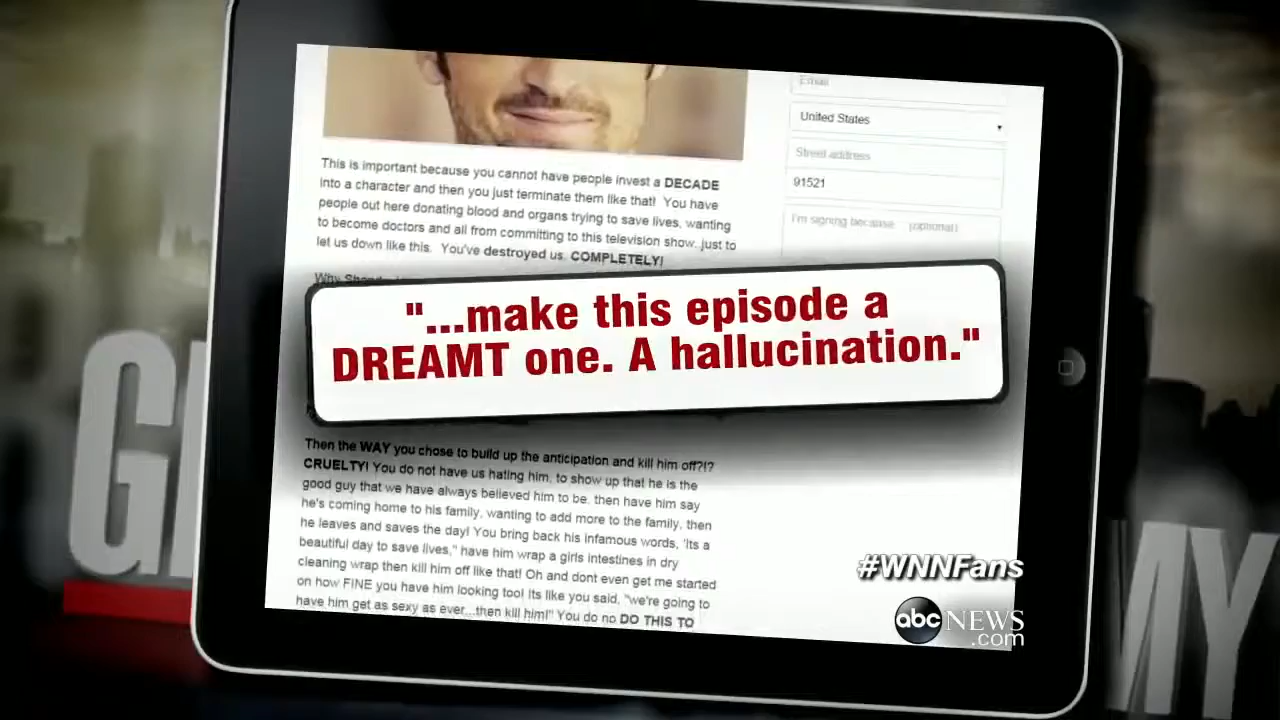 Email
United States
Street address
91521
I'm signing because (optional)
This is important because you cannot have people invest a DECADE
into a character and then you just terminate them like that! You have
people out here donating blood and organs trying to save lives, wanting
to become doctors and all from committing to this television show, just to
let us down like this. You've destroyed us. COMPLETELY!
Why
"...make this episode a
DREAMT one. A hallucination."
Then the WAY you chose to build up the anticipation and kill him off?!?
CRUELTY! You do not have us hating him, to show up that he is the
good guy that we have always believed him to be, then have him say
he's coming home to his family, wanting to add more to the family, then
he leaves and saves the day! You bring back his infamous words, 'Its a
beautiful day to save lives," have him wrap a girls intestines in dry
cleaning wrap then kill him off like that! Oh and dont even get me started
on how FINE you have him looking too! Its like you said, "we're going to
have him get as sexy as ever...then kill him!" You do no DO THIS TO
#WNNFans
abc NEWS
.com
G
MY